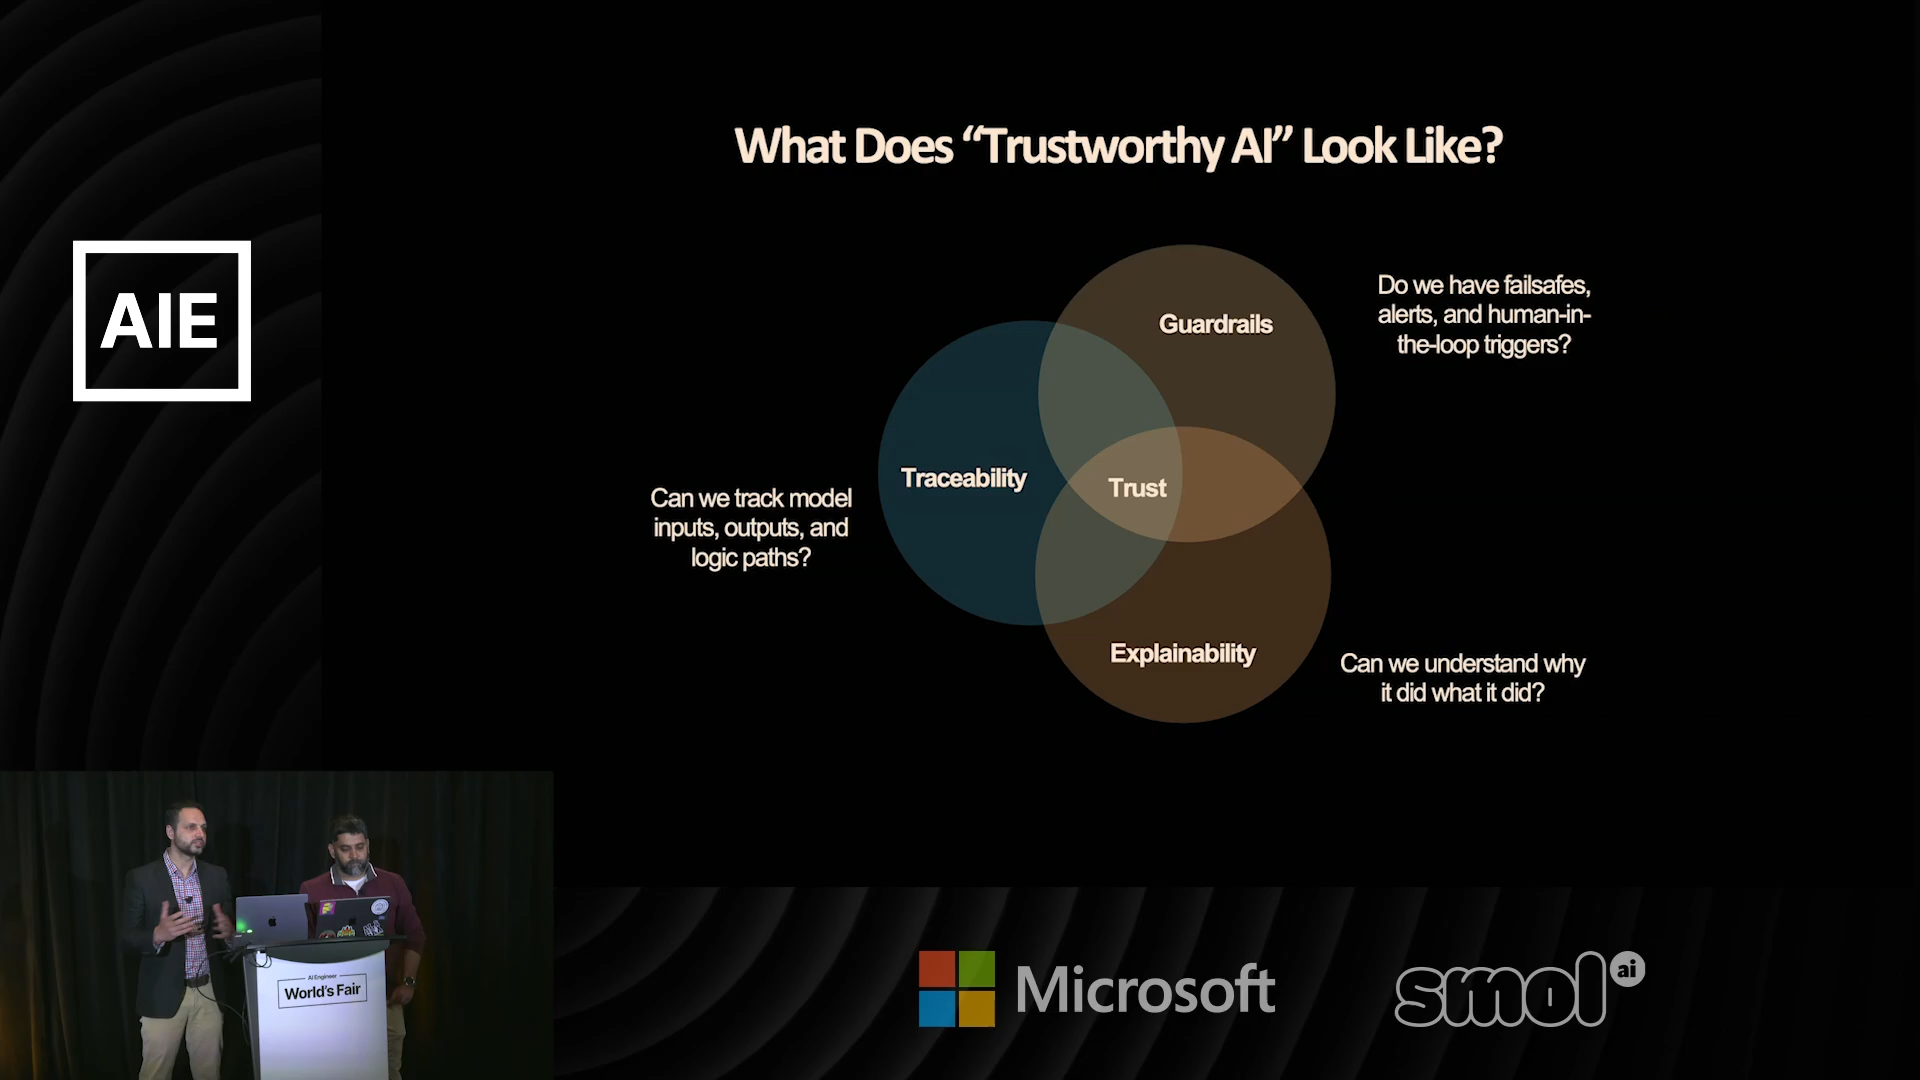 What Does “Trustworthy AI” Look Like?
AIE
Guardrails
Do we have failsafes,
alerts, and human-in-
the-loop triggers?
Traceability
Trust
Can we track model
inputs, outputs, and
logic paths?
Explainability
Can we understand why
it did what it did?
AI Engineer
World's Fair
Microsoft
smol ai